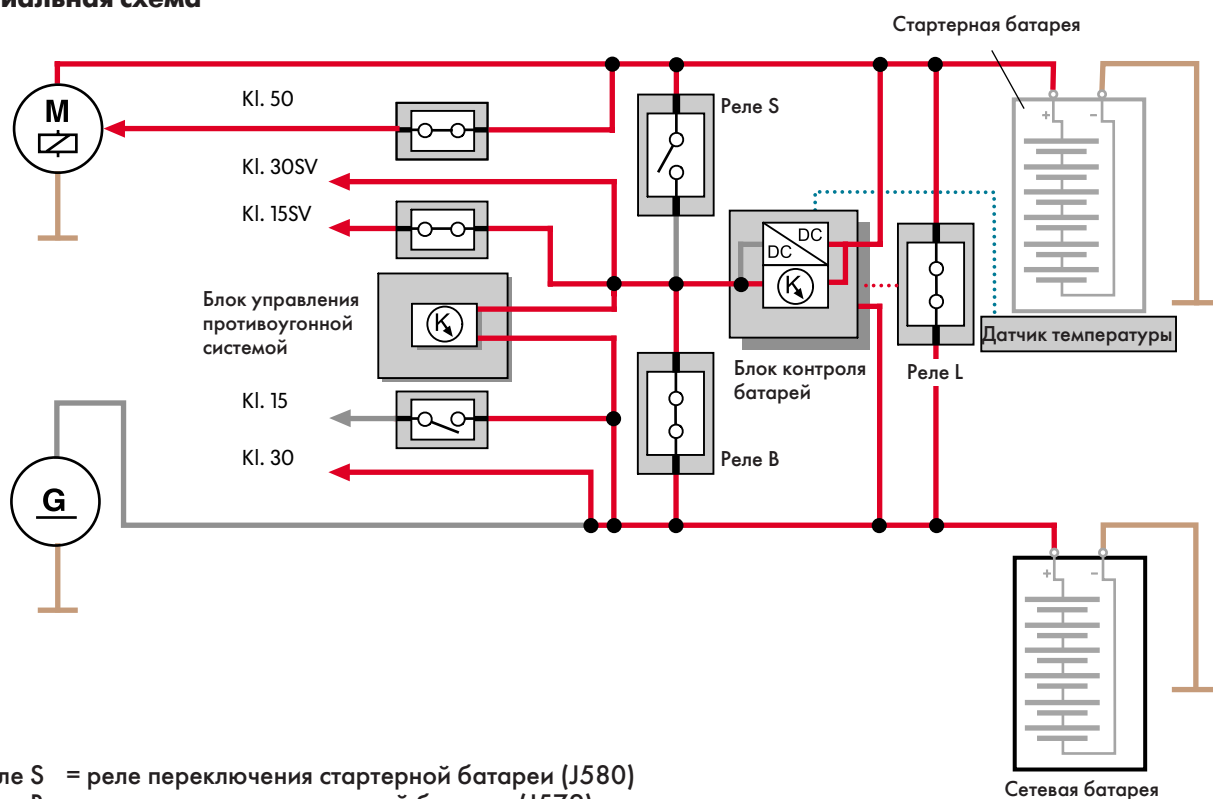 схема
Стартерная батарея
M
Kl. 50
Реле S
+ -
Kl. 30SV
Kl. 15SV
DC
DC
K
Блок управления
противоугонной
системой
K
Датчик температуры
Блок контроля
батарей
Реле L
Kl. 15
Kl. 30
Реле B
G
+ -
S = реле переключения стартерной батареи (J580)
Сетевая батарея